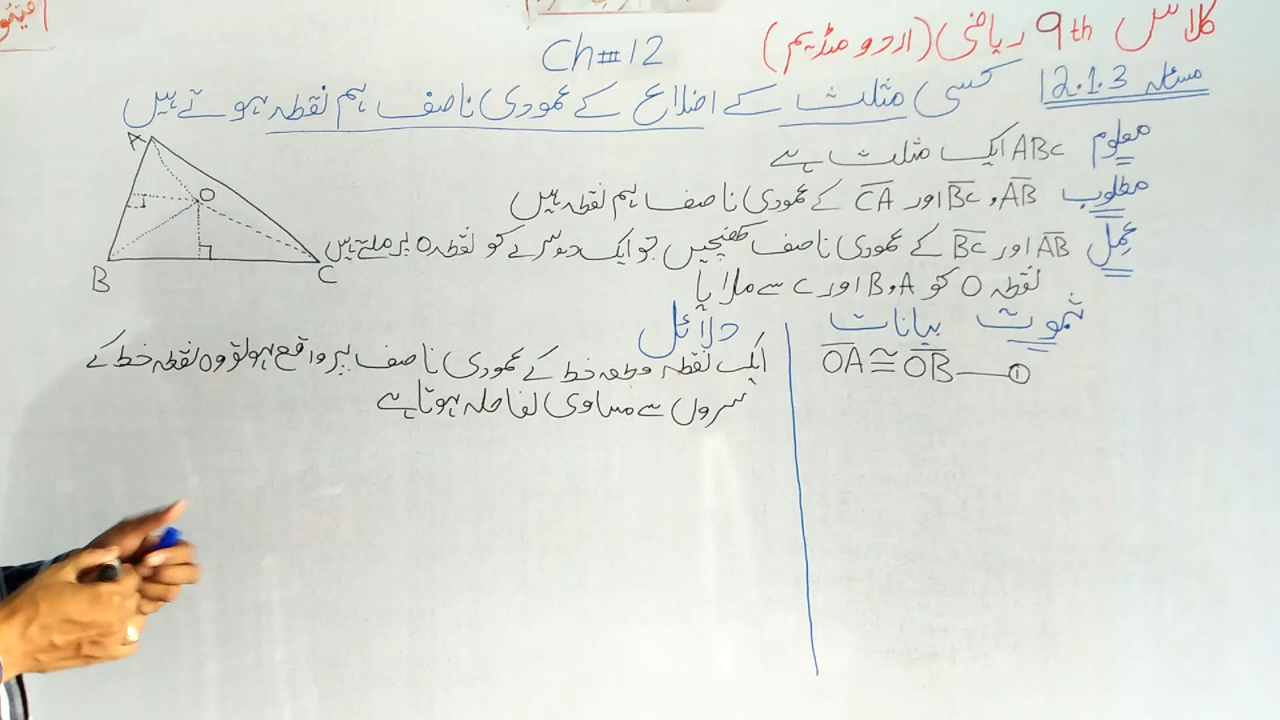 کلاس 9th ریاضی (اردو میڈیم)
Ch#12
مسئلہ 12.1.3 کسی مثلث کے اضلاع کے عمودی ناصف ہم نقطہ ہوتے ہیں
معلوم ABC ایک مثلث ہے
مطلوب AB، BC اور CA کے عمودی ناصف ہم نقطہ ہیں
عمل AB اور BC کے عمودی ناصف کھینچیں جو ایک دوسرے کو نقطہ O پر ملتے ہیں
نقطہ O کو A، B اور C سے ملایا
A
O
B
C
ثبوت بیانات
دلائل
OA ≅ OB — ①
ایک نقطہ قطعہ خط کے عمودی ناصف پر واقع ہو تو وہ نقطہ خط کے
سروں سے مساوی الفاصلہ ہوتا ہے